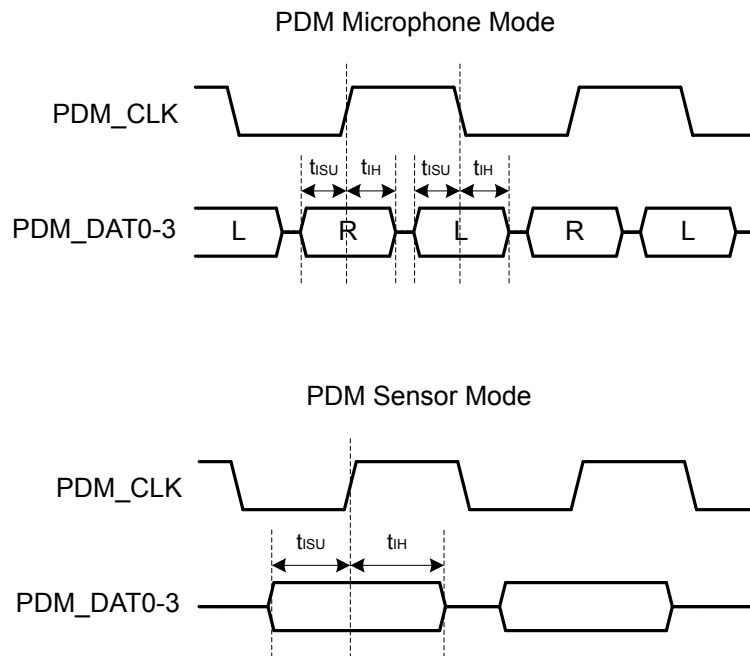 PDM Microphone Mode
PDM_CLK
tISU tIH tISU tIH
PDM_DAT0-3 L R L R L
PDM Sensor Mode
PDM_CLK
tISU tIH
PDM_DAT0-3